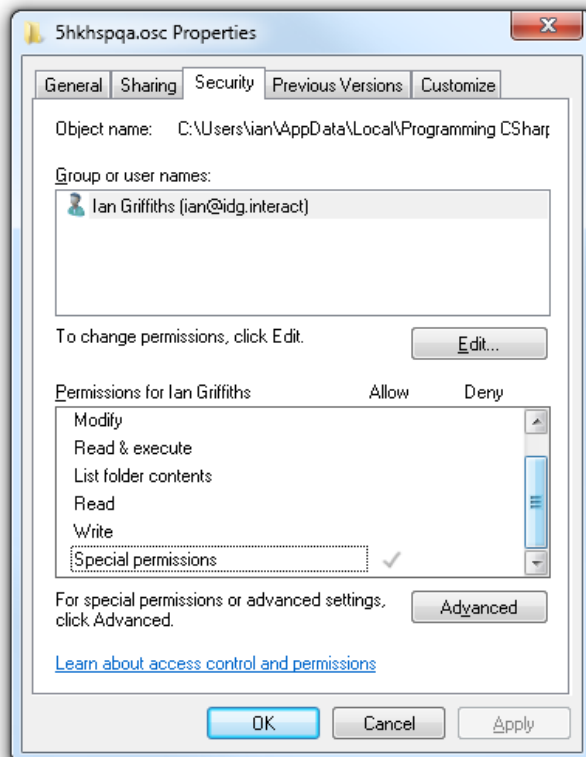 5hkhspqa.osc Properties
General Sharing Security Previous Versions Customize
Object name: C:\Users\ian\AppData\Local\Programming CSharp
Group or user names:
Ian Griffiths (ian@idg.interact)
To change permissions, click Edit.
Edit...
Permissions for Ian Griffiths Allow Deny
Modify
Read & execute
List folder contents
Read
Write
Special permissions
For special permissions or advanced settings,
click Advanced.
Advanced
Learn about access control and permissions
OK Cancel Apply